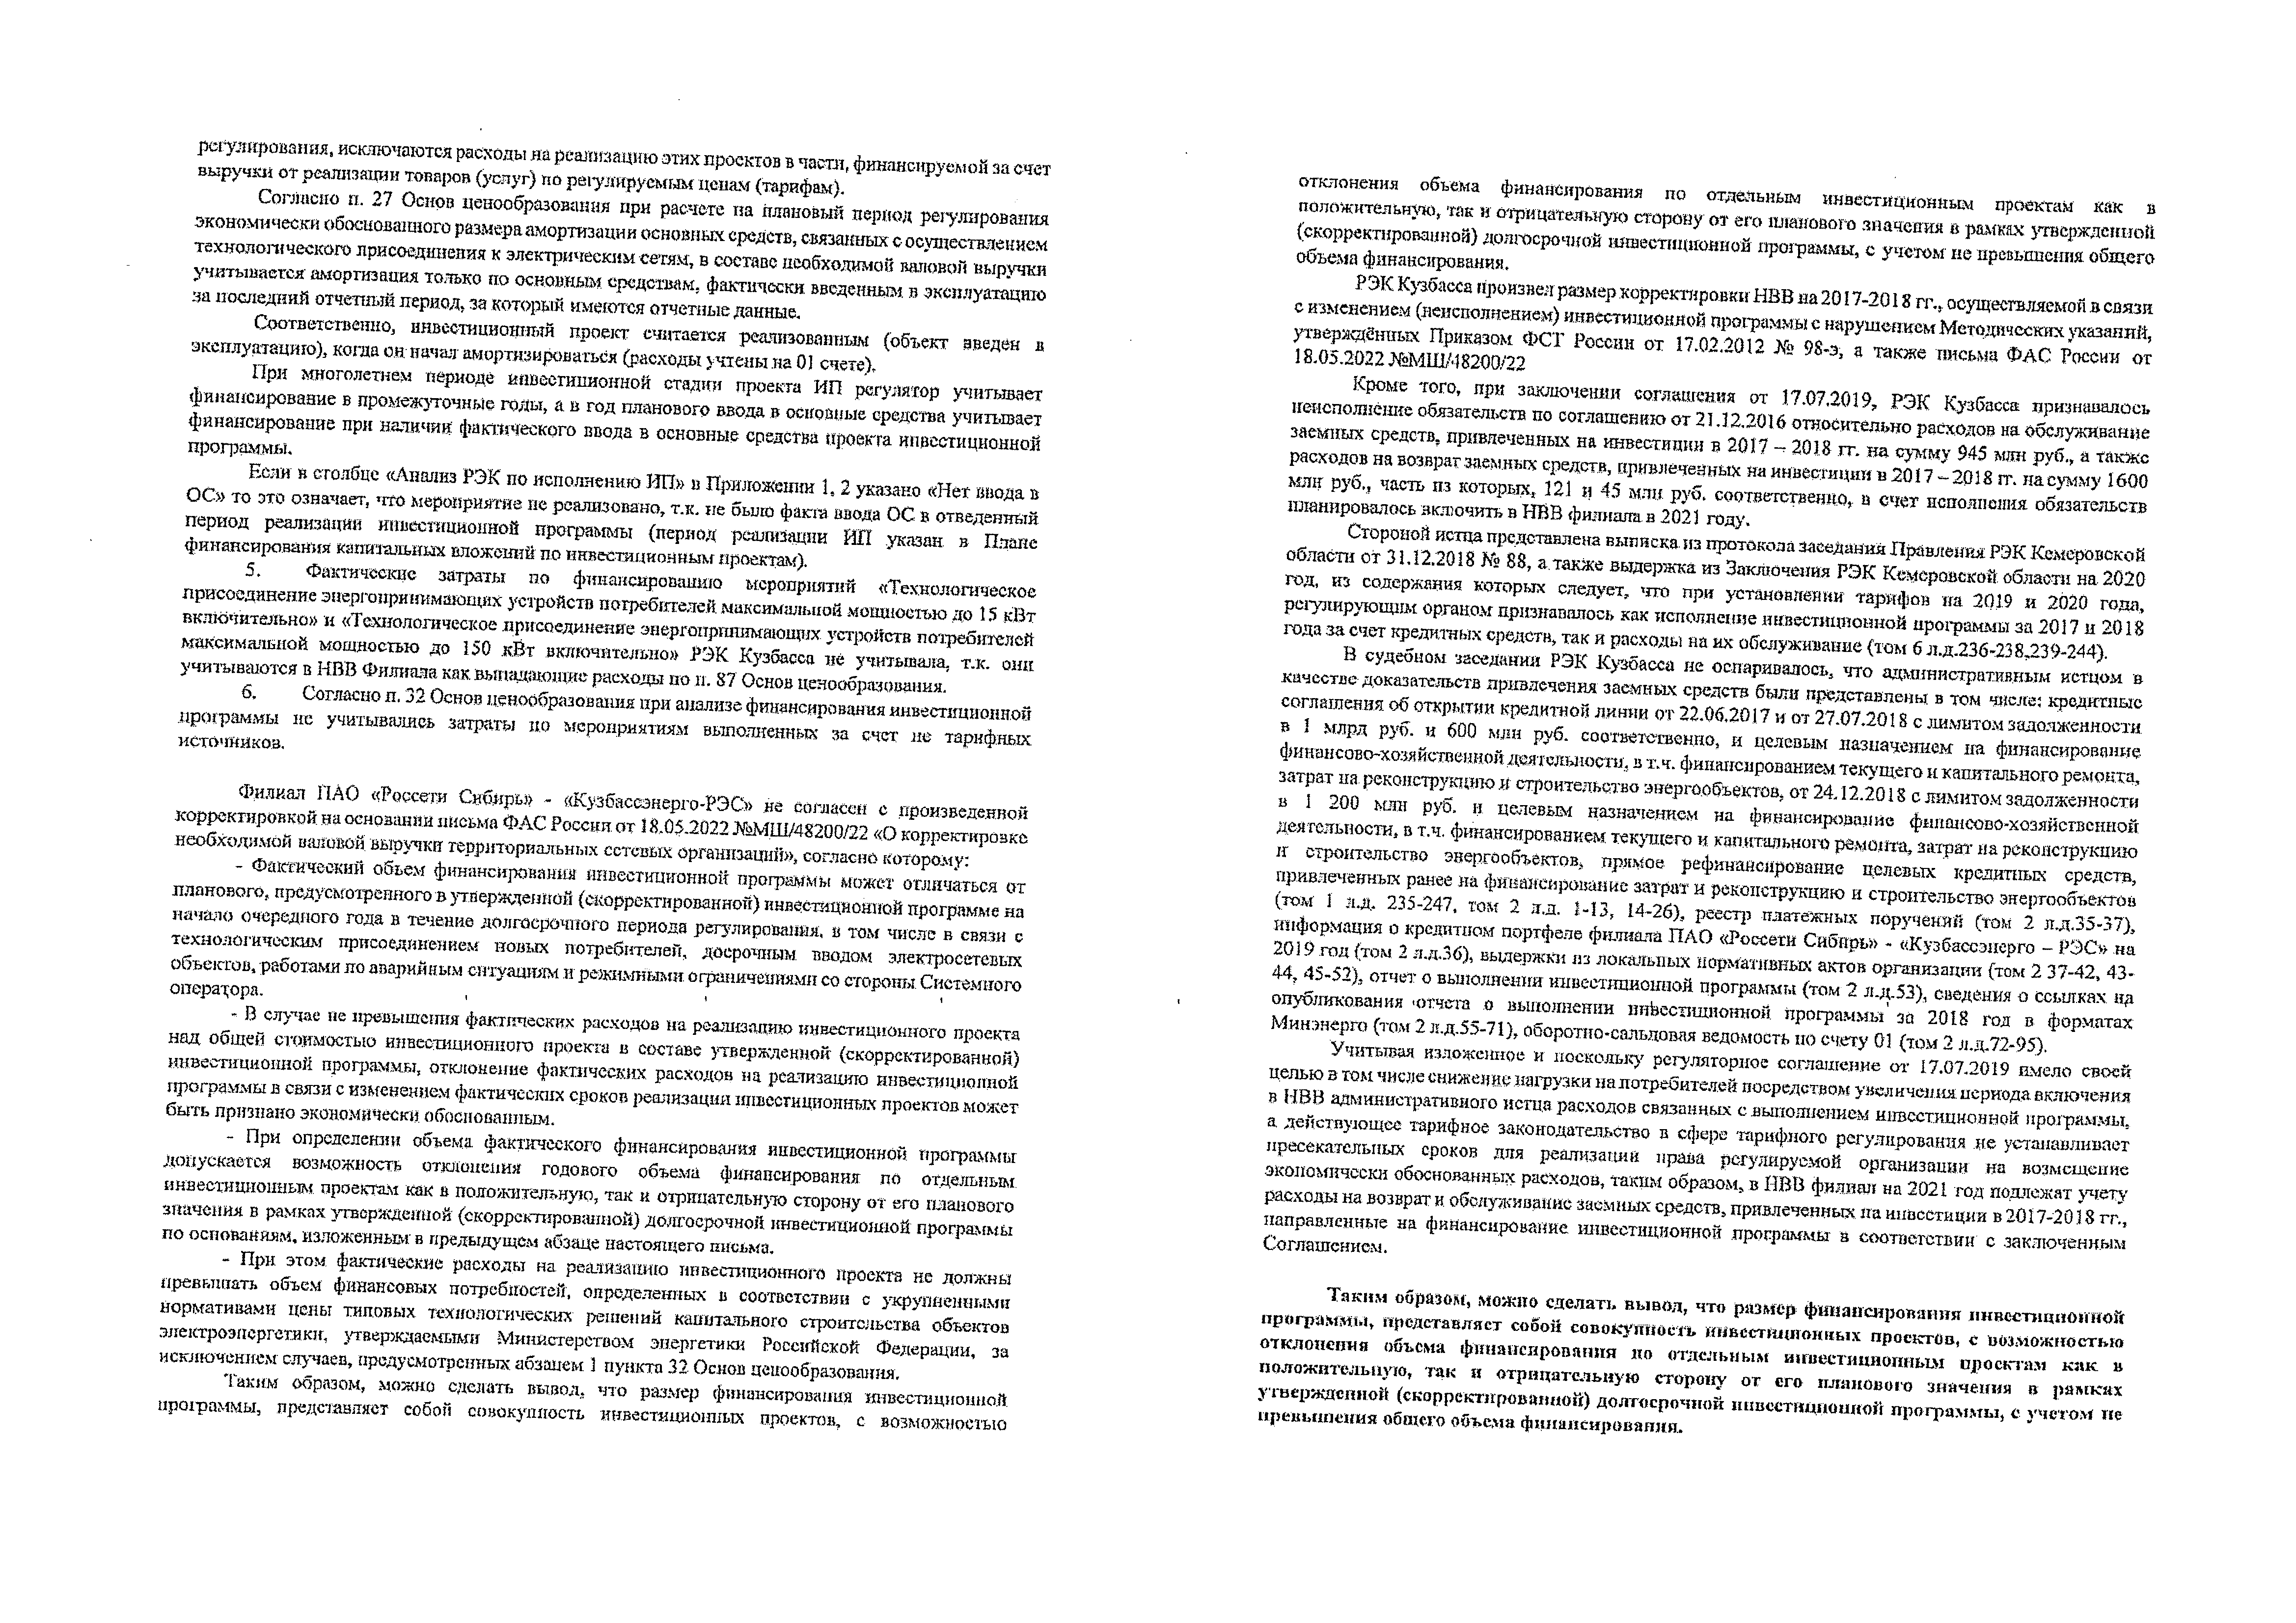 регулирования, исключаются расходы на реализацию этих проектов в части, финансируемой за счет
выручки от реализации товаров (услуг) по регулируемым ценам (тарифам).
Согласно п. 27 Основ ценообразования при расчете на плановый период регулирования
экономически обоснованного размера амортизации основных средств, связанных с осуществлением
технологического присоединения к электрическим сетям, в составе необходимой валовой выручки
учитывается амортизация только по основным средствам, фактически введенным в эксплуатацию
за последний отчетный период, за который имеются отчетные данные.
Соответственно, инвестиционный проект считается реализованным (объект введен в
эксплуатацию), когда он начал амортизироваться (расходы учтены на 01 счете).
При многолетнем периоде инвестиционной стадии проекта ИП регулятор учитывает
финансирование в промежуточные годы, а в год планового ввода в основные средства учитывает
финансирование при наличии фактического ввода в основные средства проекта инвестиционной
программы.
Если в столбце «Анализ РЭК по исполнению ИП» в Приложении 1, 2 указано «Нет ввода в
ОС» то это означает, что мероприятие не реализовано, т.к. не было факта ввода ОС в отведенный
период реализации инвестиционной программы (период реализации ИП указан в Плане
финансирования капитальных вложений по инвестиционным проектам).
5. Фактические затраты по финансированию мероприятий «Технологическое
присоединение энергопринимающих устройств потребителей максимальной мощностью до 15 кВт
включительно» и «Технологическое присоединение энергопринимающих устройств потребителей
максимальной мощностью до 150 кВт включительно» РЭК Кузбасса не учитывала, т.к. они
учитываются в НВВ Филиала как выпадающие расходы по п. 87 Основ ценообразования.
6. Согласно п. 32 Основ ценообразования при анализе финансирования инвестиционной
программы не учитывались затраты по мероприятиям выполненных за счет не тарифных
источников.
Филиал ПАО «Россети Сибирь» - «Кузбассэнерго-РЭС» не согласен с произведенной
корректировкой на основании письма ФАС России от 18.05.2022 №МШ/48200/22 «О корректировке
необходимой валовой выручки территориальных сетевых организаций», согласно которому:
- Фактический объем финансирования инвестиционной программы может отличаться от
планового, предусмотренного в утвержденной (скорректированной) инвестиционной программе на
начало очередного года в течение долгосрочного периода регулирования, в том числе в связи с
технологическим присоединением новых потребителей, досрочным вводом электросетевых
объектов, работами по аварийным ситуациям и режимными ограничениями со стороны Системного
оператора.
- В случае не превышения фактических расходов на реализацию инвестиционного проекта
над общей стоимостью инвестиционного проекта в составе утвержденной (скорректированной)
инвестиционной программы, отклонение фактических расходов на реализацию инвестиционной
программы в связи с изменением фактических сроков реализации инвестиционных проектов может
быть признано экономически обоснованным.
- При определении объема фактического финансирования инвестиционной программы
допускается возможность отклонения годового объема финансирования по отдельным
инвестиционным проектам как в положительную, так и отрицательную сторону от его планового
значения в рамках утвержденной (скорректированной) долгосрочной инвестиционной программы
по основаниям, изложенным в предыдущем абзаце настоящего письма.
- При этом фактические расходы на реализацию инвестиционного проекта не должны
превышать объем финансовых потребностей, определенных в соответствии с укрупненными
нормативами цены типовых технологических решений капитального строительства объектов
электроэнергетики, утверждаемыми Министерством энергетики Российской Федерации, за
исключением случаев, предусмотренных абзацем 1 пункта 32 Основ ценообразования.
Таким образом, можно сделать вывод, что размер финансирования инвестиционной
программы, представляет собой совокупность инвестиционных проектов, с возможностью
отклонения объема финансирования по отдельным инвестиционным проектам как в
положительную, так и отрицательную сторону от его планового значения в рамках утвержденной
(скорректированной) долгосрочной инвестиционной программы, с учетом не превышения общего
объема финансирования.
РЭК Кузбасса произвел размер корректировки НВВ на 2017-2018 гг., осуществляемой в связи
с изменением (неисполнением) инвестиционной программы с нарушением Методических указаний,
утверждённых Приказом ФСТ России от 17.02.2012 № 98-э, а также письма ФАС России от
18.05.2022 №МШ/48200/22
Кроме того, при заключении соглашения от 17.07.2019, РЭК Кузбасса признавалось
неисполнение обязательств по соглашению от 21.12.2016 относительно расходов на обслуживание
заемных средств, привлеченных на инвестиции в 2017 – 2018 гг. на сумму 945 млн руб., а также
расходов на возврат заемных средств, привлеченных на инвестиции в 2017 – 2018 гг. на сумму 1600
млн руб., часть из которых, 121 и 45 млн руб. соответственно, в счет исполнения обязательств
планировалось включить в НВВ филиала в 2021 году.
Стороной истца представлена выписка из протокола заседания Правления РЭК Кемеровской
области от 31.12.2018 № 88, а также выдержка из Заключения РЭК Кемеровской области на 2020
год, из содержания которых следует, что при установлении тарифов на 2019 и 2020 года,
регулирующим органом признавалось как исполнение инвестиционной программы за 2017 и 2018
года за счет кредитных средств, так и расходы на их обслуживание (том 6 л.д.236-238,239-244).
В судебном заседании РЭК Кузбасса не оспаривалось, что административным истцом в
качестве доказательств привлечения заемных средств были представлены в том числе: кредитные
соглашения об открытии кредитной линии от 22.06.2017 и от 27.07.2018 с лимитом задолженности
в 1 млрд руб. и 600 млн руб. соответственно, и целевым назначением на финансирование
финансово-хозяйственной деятельности, в т.ч. финансированием текущего и капитального ремонта,
затрат на реконструкцию и строительство энергообъектов, от 24.12.2018 с лимитом задолженности
в 1 200 млн руб. и целевым назначением на финансирование финансово-хозяйственной
деятельности, в т.ч. финансированием текущего и капитального ремонта, затрат на реконструкцию
и строительство энергообъектов, прямое рефинансирование целевых кредитных средств,
привлеченных ранее на финансирование затрат и реконструкцию и строительство энергообъектов
(том 1 л.д. 235-247, том 2 л.д. 1-13, 14-26), реестр платежных поручений (том 2 л.д.35-37),
информация о кредитном портфеле филиала ПАО «Россети Сибирь» - «Кузбассэнерго – РЭС» на
2019 год (том 2 л.д.36), выдержки из локальных нормативных актов организации (том 2 37-42, 43-
44, 45-52), отчет о выполнении инвестиционной программы (том 2 л.д.53), сведения о ссылках на
опубликования отчета о выполнении инвестиционной программы за 2018 год в форматах
Минэнерго (том 2 л.д.55-71), оборотно-сальдовая ведомость по счету 01 (том 2 л.д.72-95).
Учитывая изложенное и поскольку регуляторное соглашение от 17.07.2019 имело своей
целью в том числе снижение нагрузки на потребителей посредством увеличения периода включения
в НВВ административного истца расходов связанных с выполнением инвестиционной программы,
а действующее тарифное законодательство в сфере тарифного регулирования не устанавливает
пресекательных сроков для реализации права регулируемой организации на возмещение
экономически обоснованных расходов, таким образом, в НВВ филиал на 2021 год подлежат учету
расходы на возврат и обслуживание заемных средств, привлеченных на инвестиции в 2017-2018 гг.,
направленные на финансирование инвестиционной программы в соответствии с заключенным
Соглашением.
Таким образом, можно сделать вывод, что размер финансирования инвестиционной
программы, представляет собой совокупность инвестиционных проектов, с возможностью
отклонения объема финансирования по отдельным инвестиционным проектам как в
положительную, так и отрицательную сторону от его планового значения в рамках
утвержденной (скорректированной) долгосрочной инвестиционной программы, с учетом не
превышения общего объема финансирования.